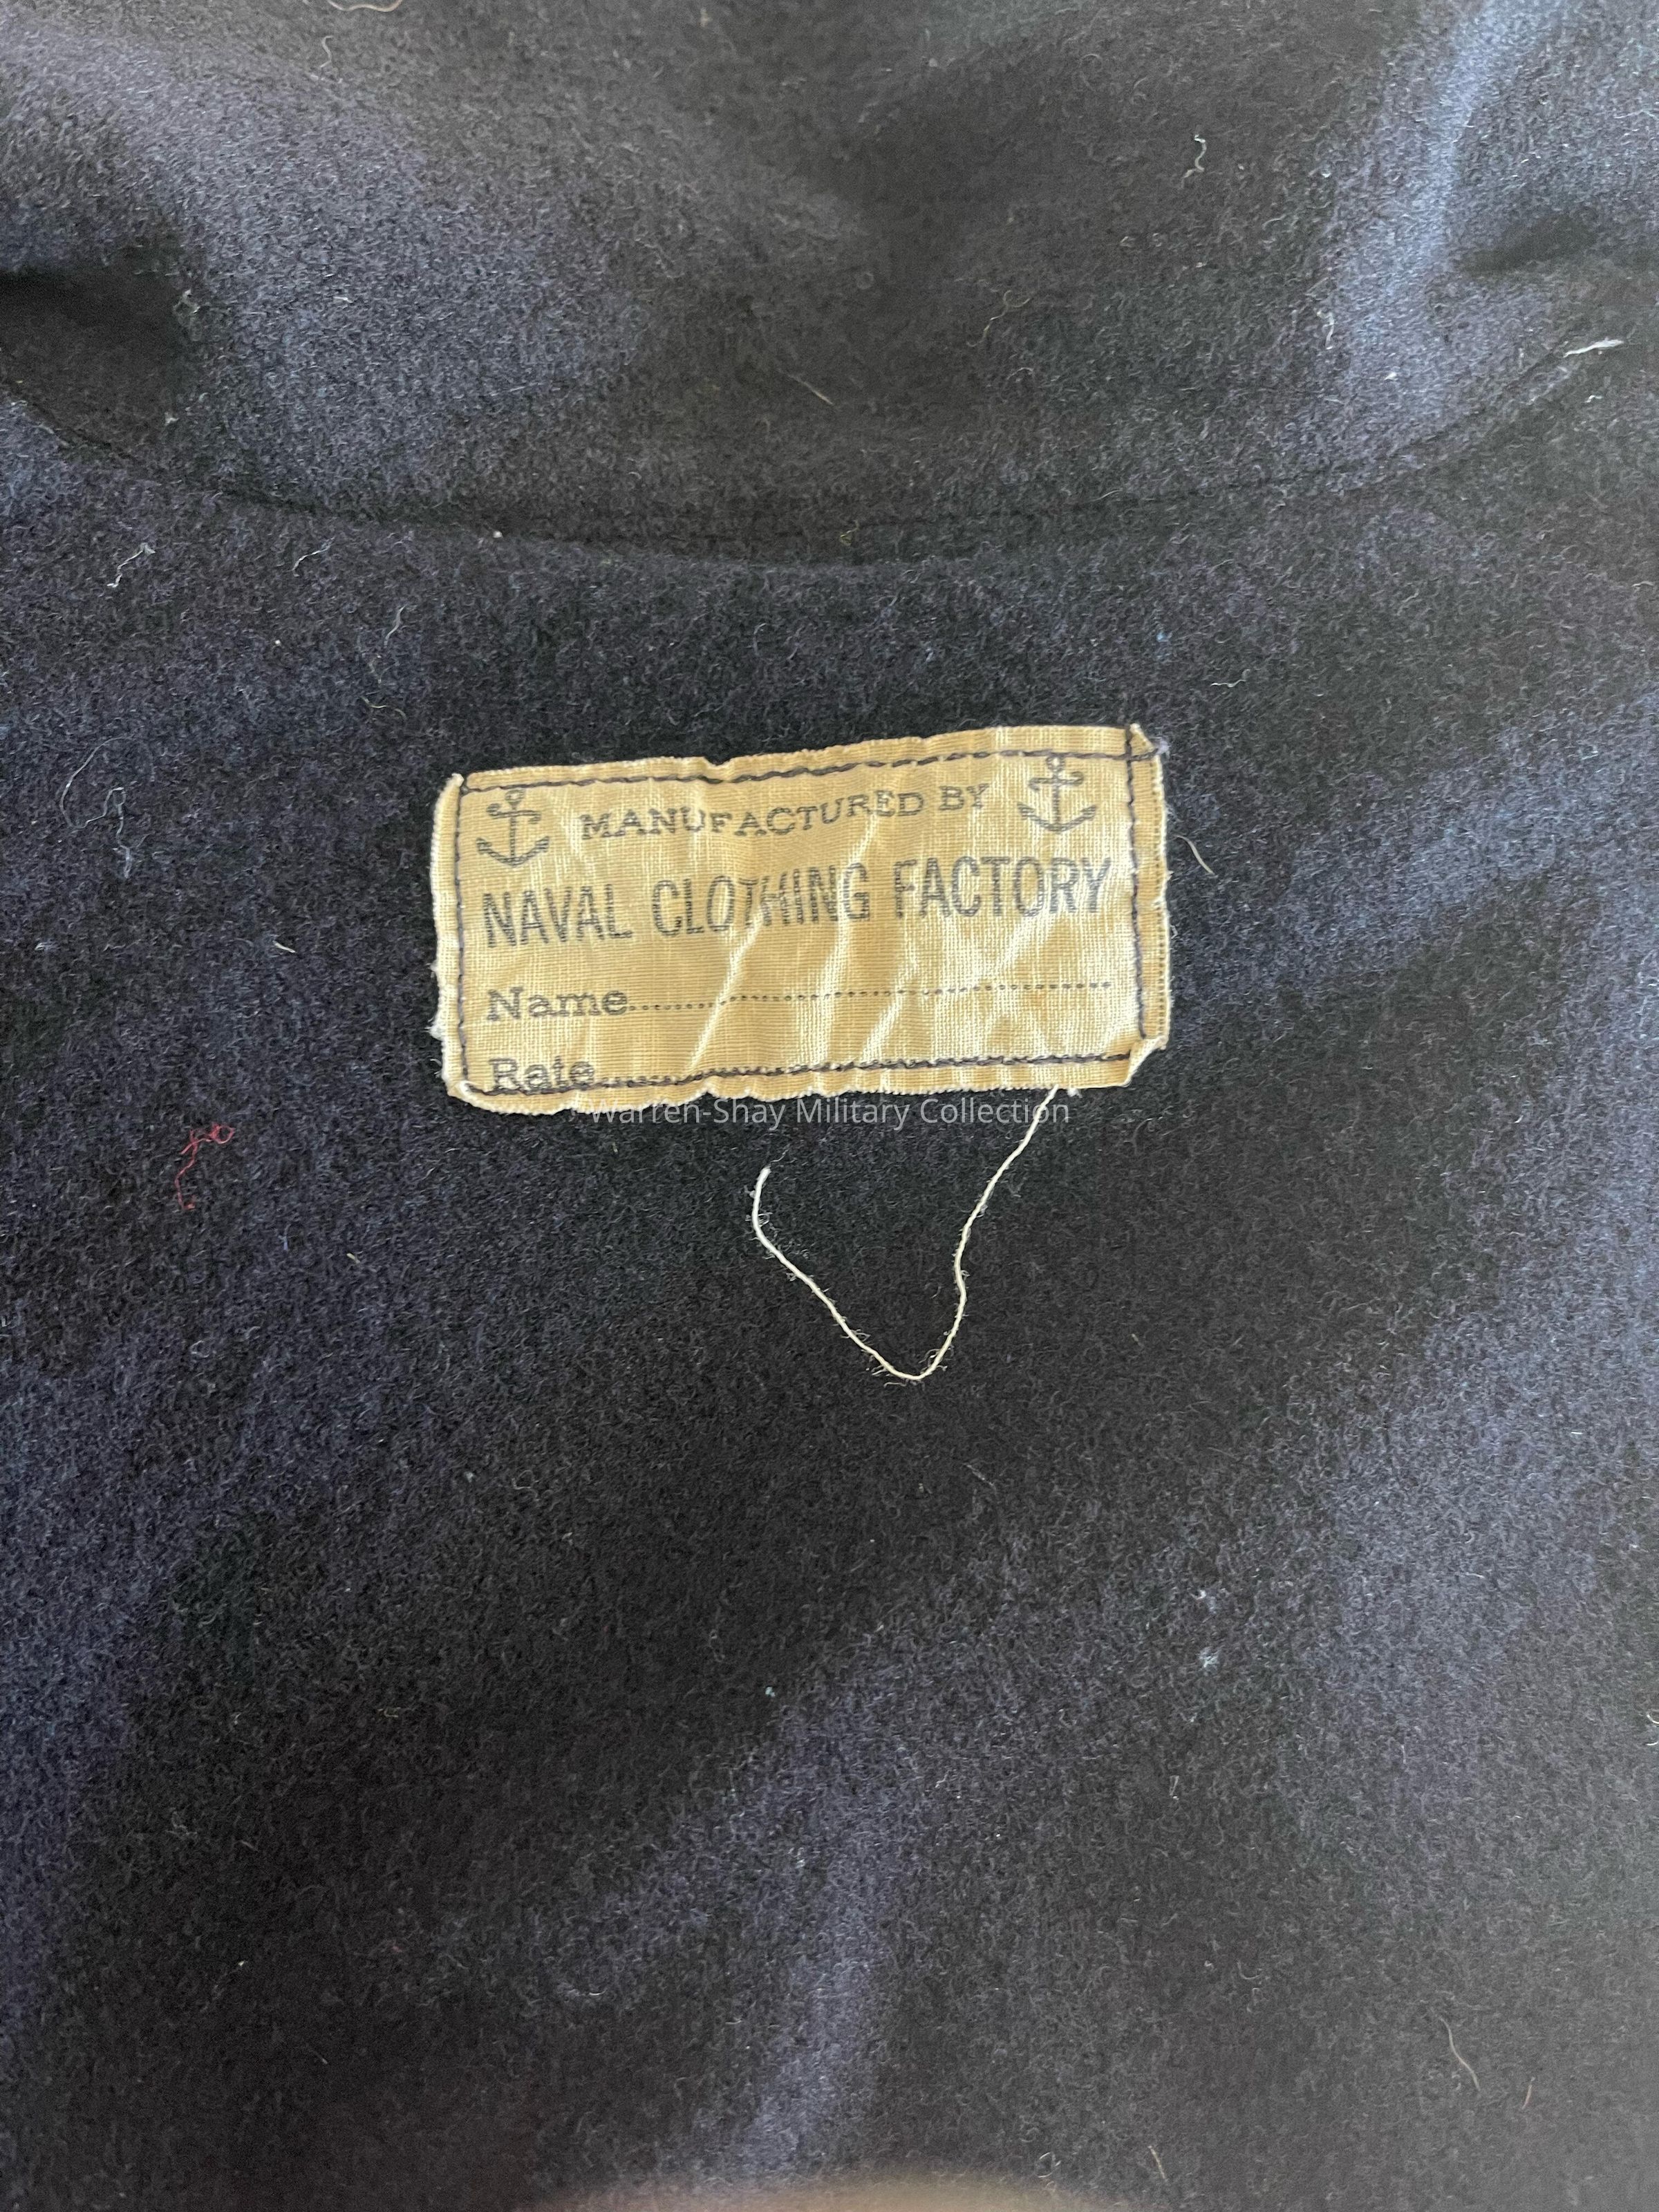 MANUFACTURED BY
NAVAL CLOTHING FACTORY
Name..............................................
Rate..............................................
Warren-Shay Military Collection